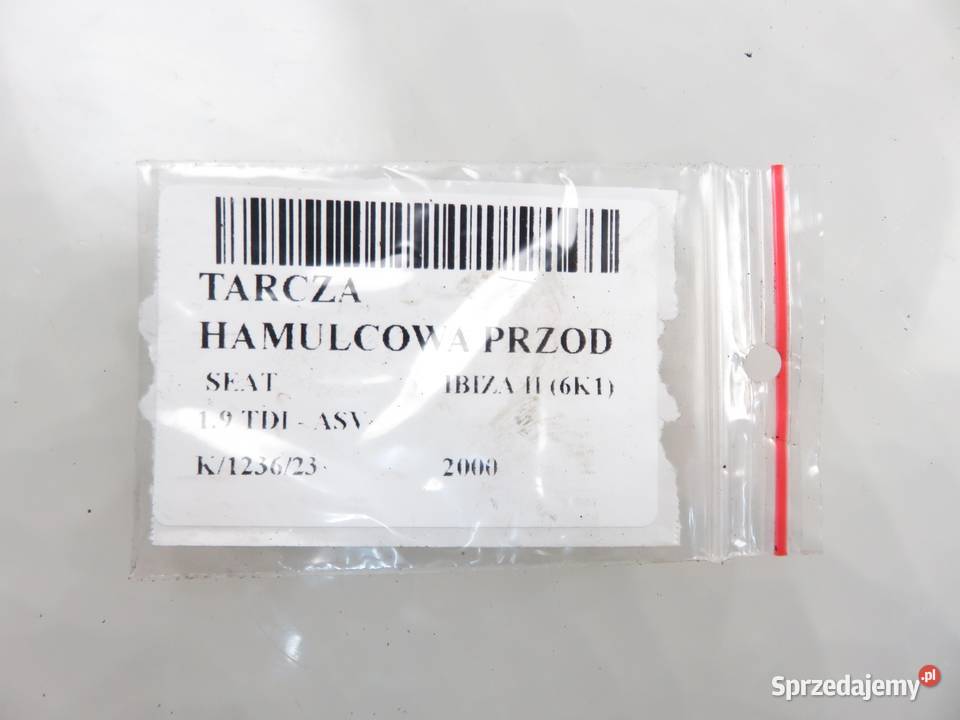 TARCZA
HAMULCOWA PRZOD
SEAT IBIZA II (6K1)
1.9 TDI - ASV
K/1236/23 2000
Sprzedajemy.pl